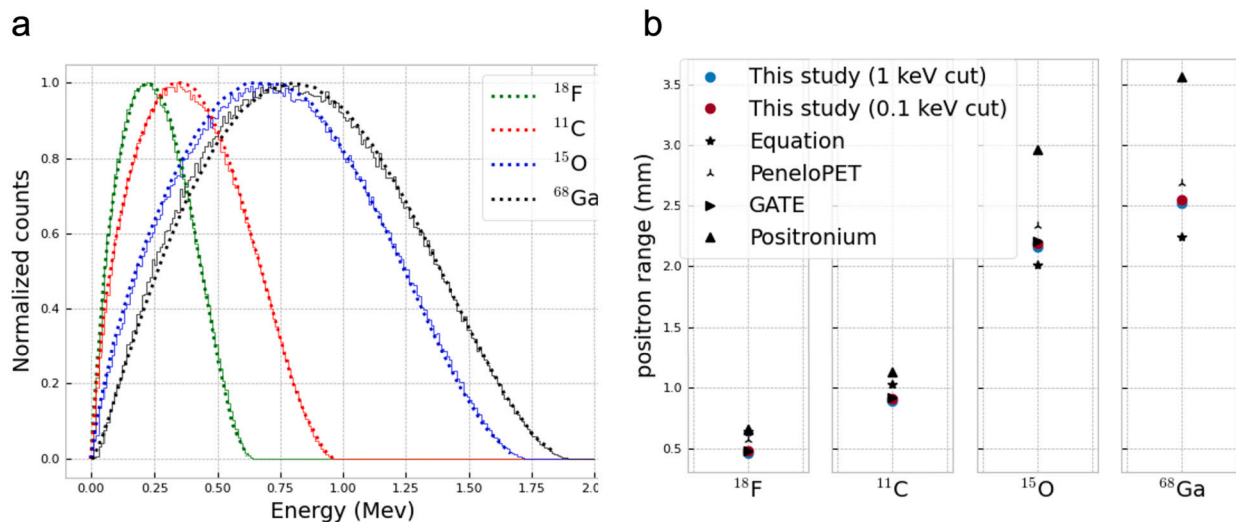 a
b
1.0
0.8
0.6
0.4
0.2
0.0
Normalized counts
0.00 0.25 0.50 0.75 1.00 1.25 1.50 1.75 2.0
Energy (Mev)
¹⁸F
¹¹C
¹⁵O
⁶⁸Ga
3.5
3.0
2.5
2.0
1.5
1.0
0.5
positron range (mm)
This study (1 keV cut)
This study (0.1 keV cut)
Equation
PeneloPET
GATE
Positronium
¹⁸F ¹¹C ¹⁵O ⁶⁸Ga